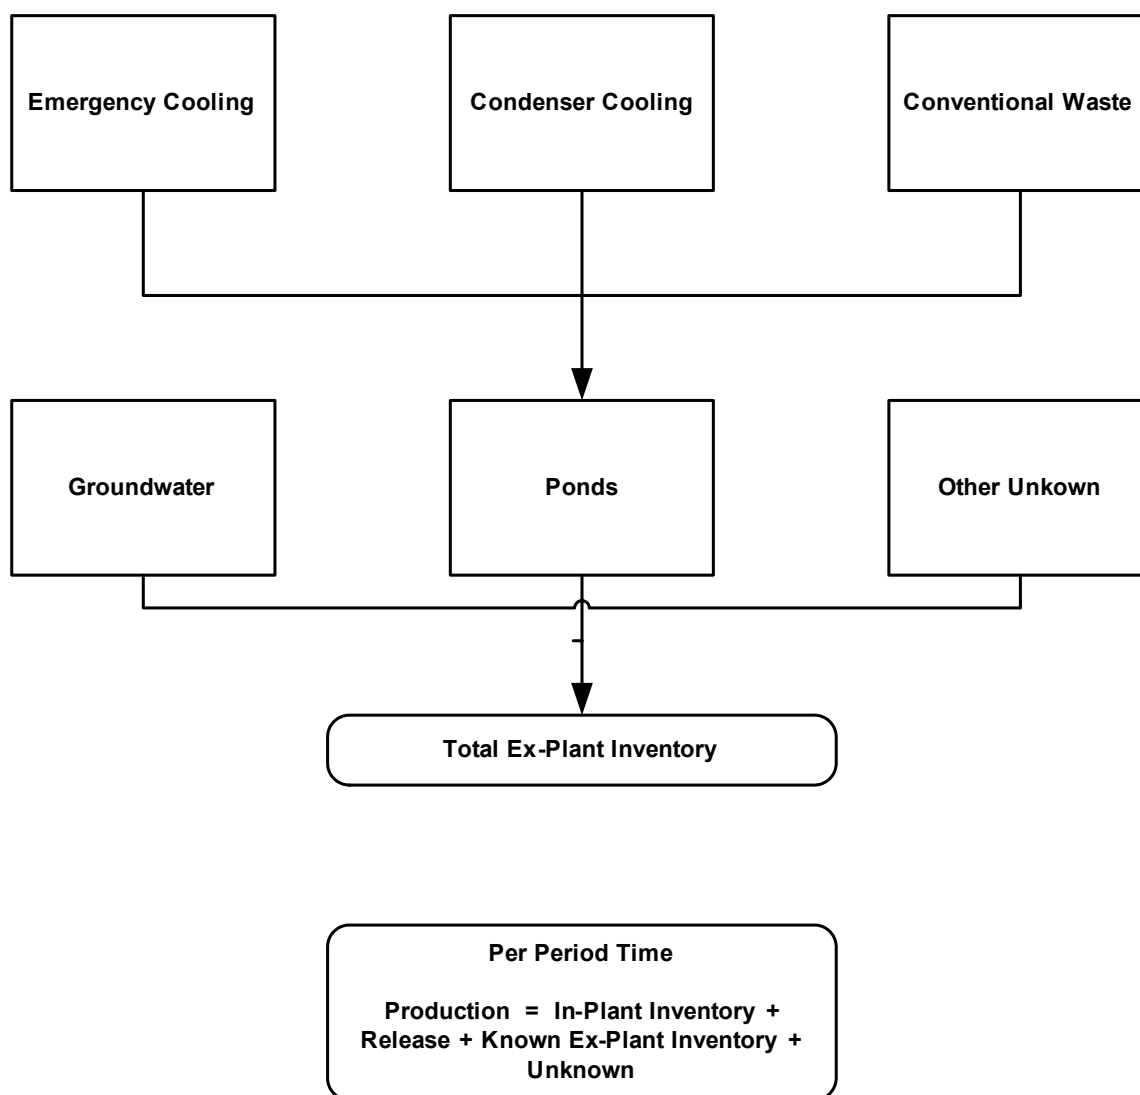 Emergency Cooling
Condenser Cooling
Conventional Waste
Groundwater
Ponds
Other Unkown
Total Ex-Plant Inventory
Per Period Time
Production = In-Plant Inventory +
Release + Known Ex-Plant Inventory +
Unknown